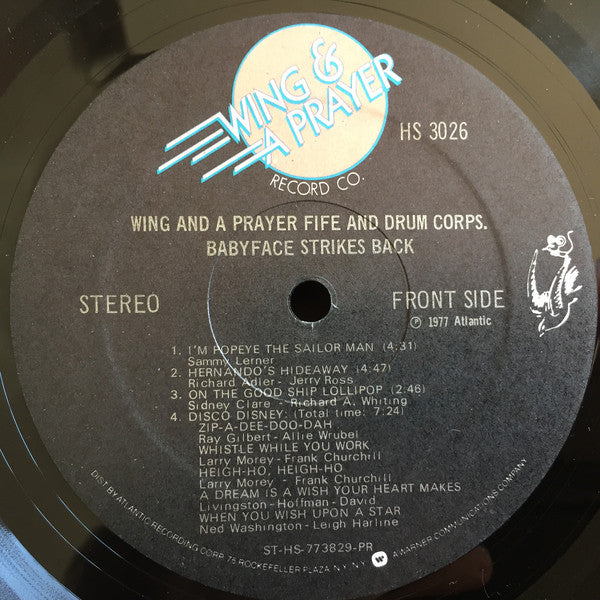 WING &
A PRAYER
RECORD CO.
HS 3026
WING AND A PRAYER FIFE AND DRUM CORPS.
BABYFACE STRIKES BACK
STEREO
FRONT SIDE
℗ 1977 Atlantic
1. I'M POPEYE THE SAILOR MAN (4:31)
Sammy Lerner
2. HERNANDO'S HIDEAWAY (4:47)
Richard Adler - Jerry Ross
3. ON THE GOOD SHIP LOLLIPOP (2:46)
Sidney Clare - Richard A. Whiting
4. DISCO DISNEY: (Total time: 7:24)
ZIP-A-DEE-DOO-DAH
Ray Gilbert - Allie Wrubel
WHISTLE WHILE YOU WORK
Larry Morey - Frank Churchill
HEIGH-HO, HEIGH-HO
Larry Morey - Frank Churchill
A DREAM IS A WISH YOUR HEART MAKES
Livingston - Hoffman - David
WHEN YOU WISH UPON A STAR
Ned Washington - Leigh Harline
ST-HS-773829-PR
DIST BY ATLANTIC RECORDING CORP. 75 ROCKEFELLER PLAZA, N.Y. N.Y. A WARNER COMMUNICATIONS COMPANY